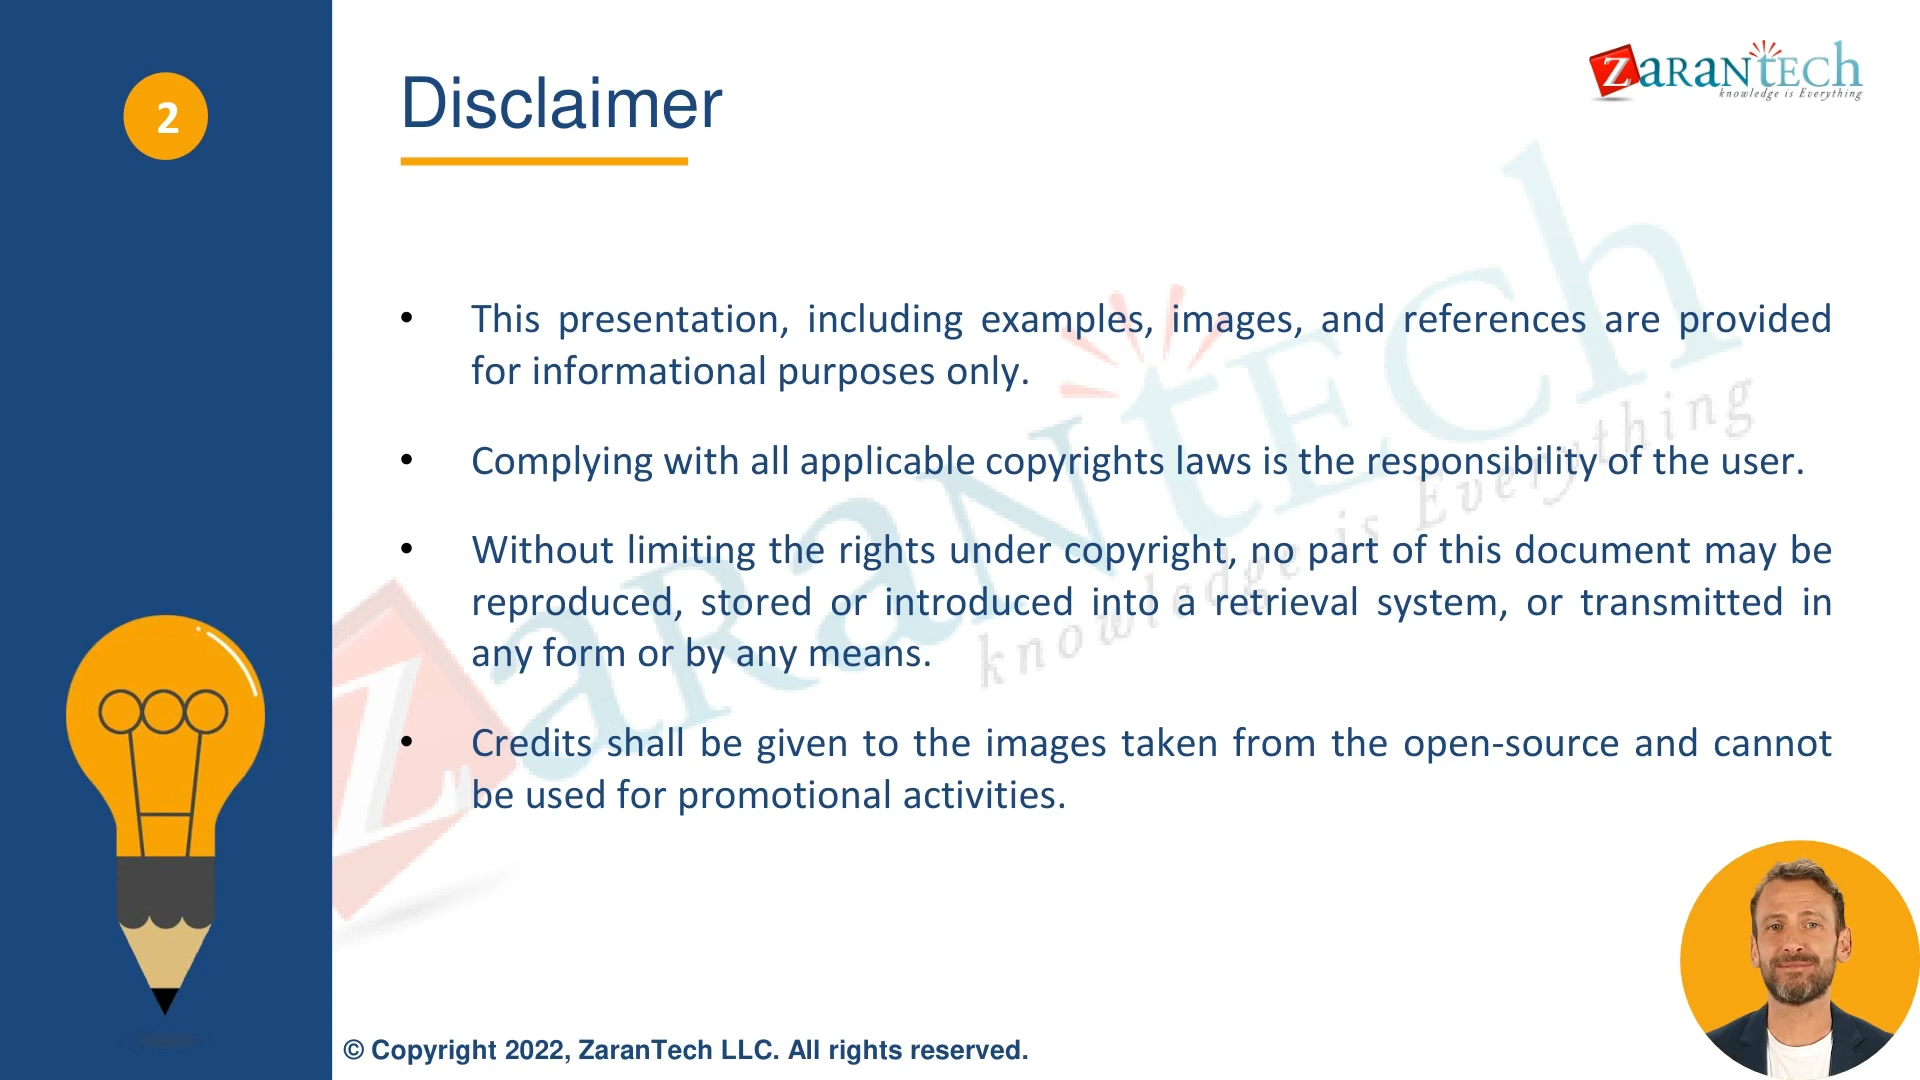 2
Disclaimer
ZaranTech
knowledge is Everything
• This presentation, including examples, images, and references are provided
for informational purposes only.
• Complying with all applicable copyrights laws is the responsibility of the user.
• Without limiting the rights under copyright, no part of this document may be
reproduced, stored or introduced into a retrieval system, or transmitted in
any form or by any means.
• Credits shall be given to the images taken from the open-source and cannot
be used for promotional activities.
ZaranTech
knowledge is Everything
© Copyright 2022, ZaranTech LLC. All rights reserved.